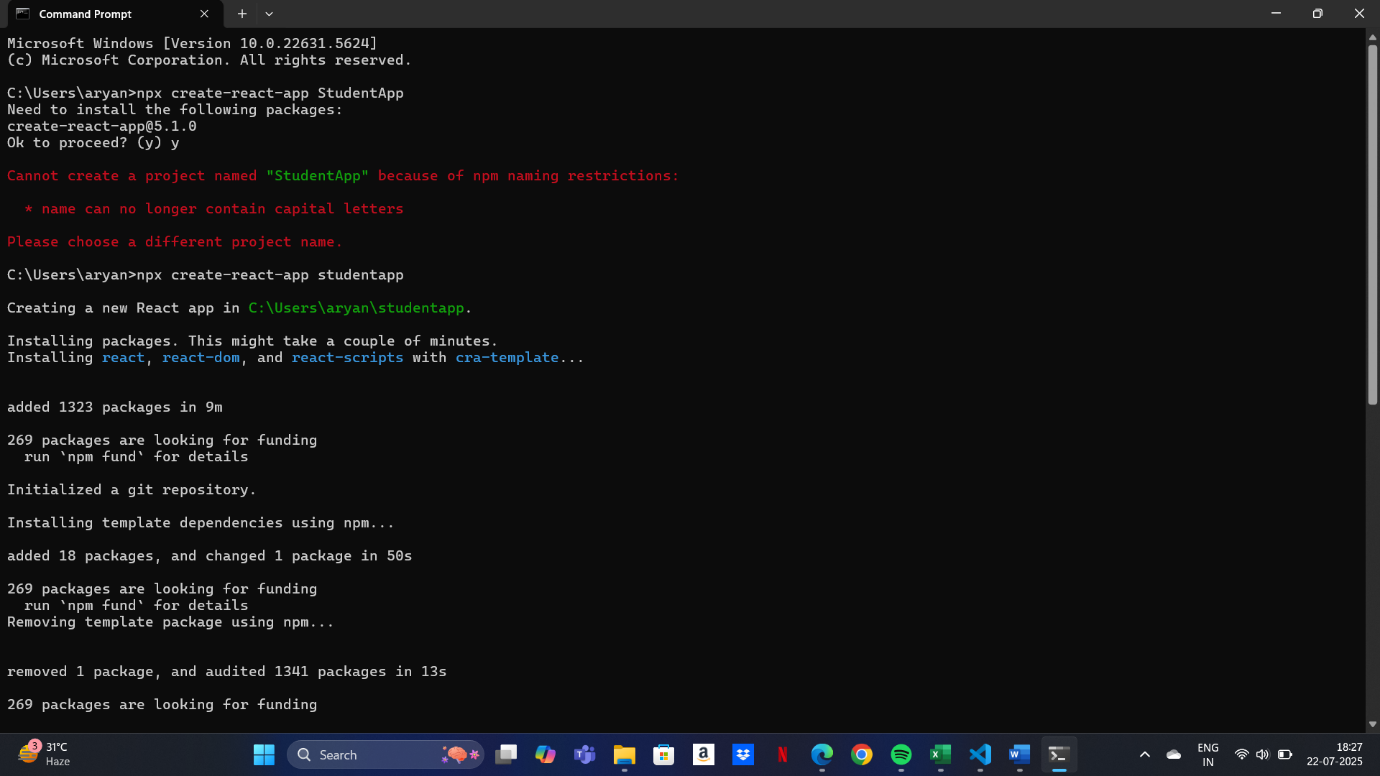 Command Prompt
Microsoft Windows [Version 10.0.22631.5624]
(c) Microsoft Corporation. All rights reserved.
C:\Users\aryan>npx create-react-app StudentApp
Need to install the following packages:
create-react-app@5.1.0
Ok to proceed? (y) y
Cannot create a project named "StudentApp" because of npm naming restrictions:
* name can no longer contain capital letters
Please choose a different project name.
C:\Users\aryan>npx create-react-app studentapp
Creating a new React app in C:\Users\aryan\studentapp.
Installing packages. This might take a couple of minutes.
Installing react, react-dom, and react-scripts with cra-template...
added 1323 packages in 9m
269 packages are looking for funding
run `npm fund` for details
Initialized a git repository.
Installing template dependencies using npm...
added 18 packages, and changed 1 package in 50s
269 packages are looking for funding
run `npm fund` for details
Removing template package using npm...
removed 1 package, and audited 1341 packages in 13s
269 packages are looking for funding
3
31°C
Haze
Search
ENG
IN
18:27
22-07-2025